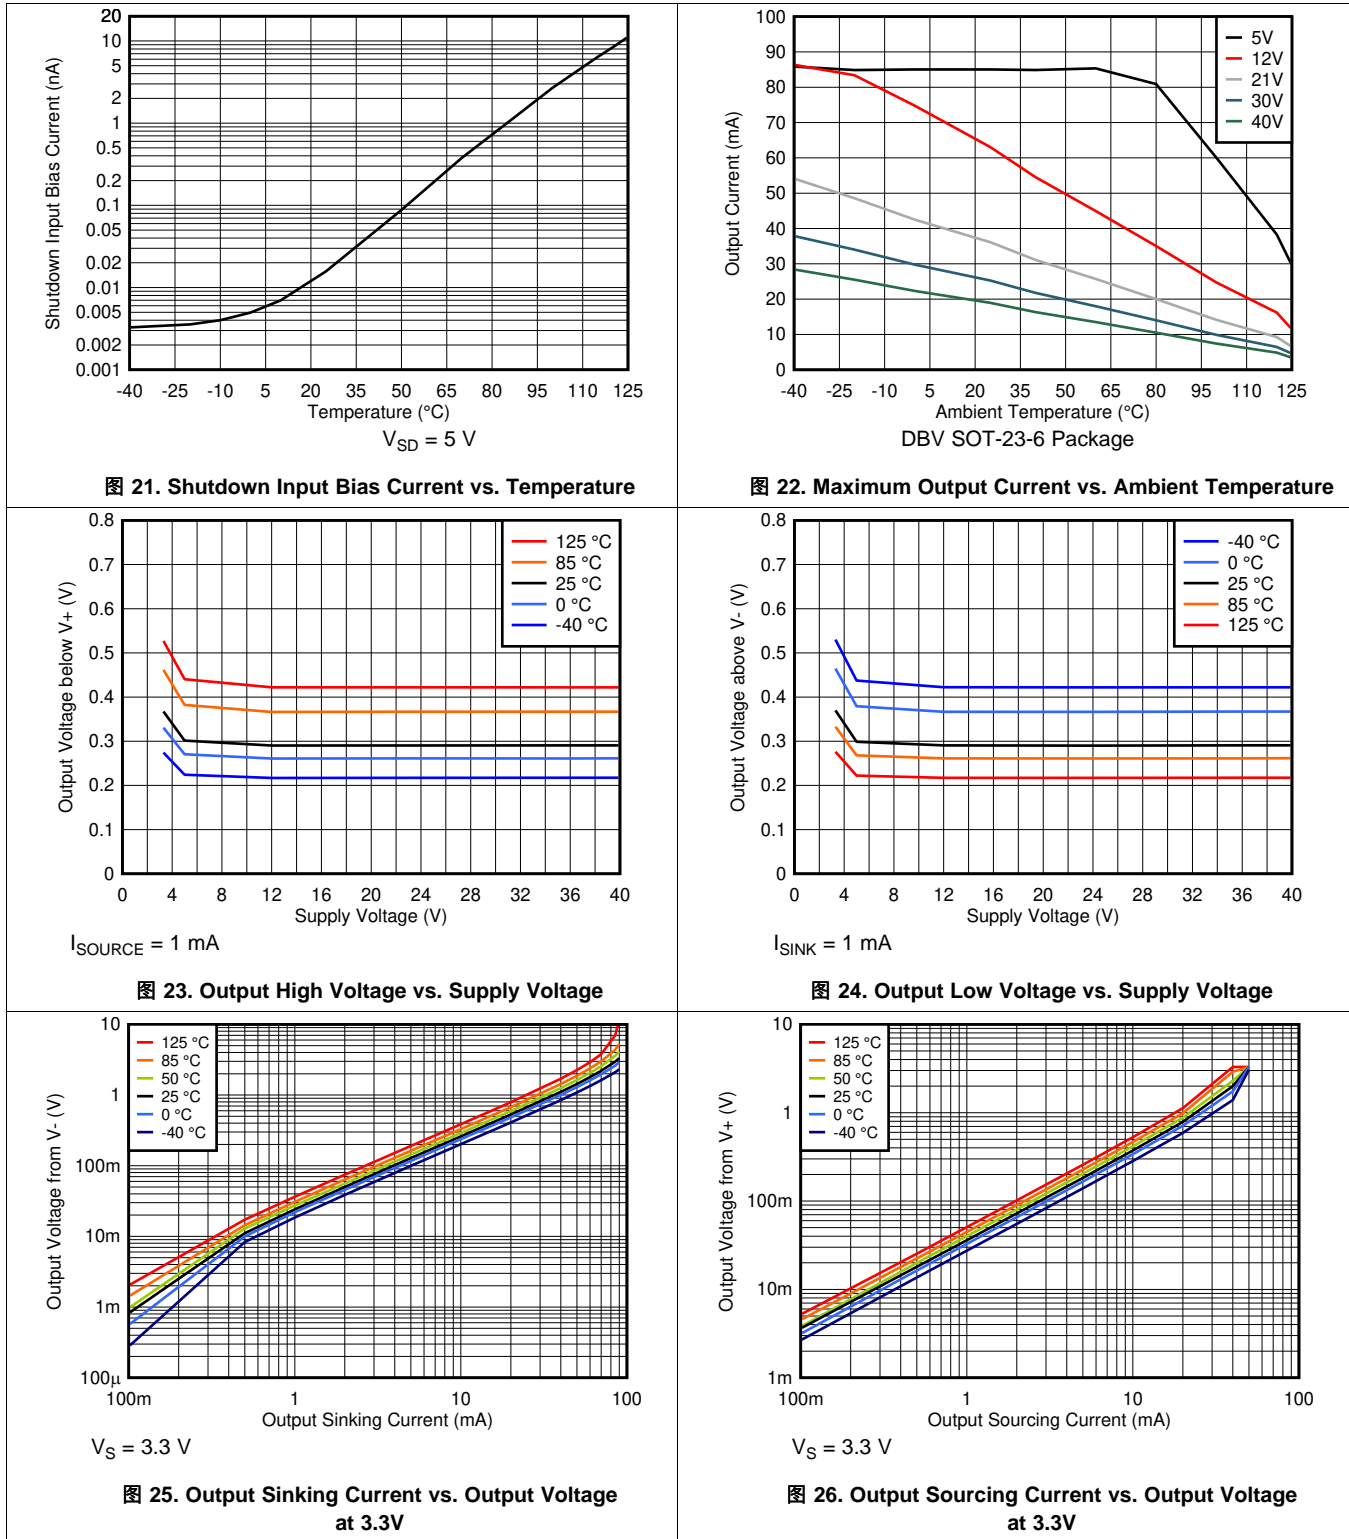 20
10
5
2
1
0.5
0.2
0.1
0.05
0.02
0.01
0.005
0.002
0.001
Shutdown Input Bias Current (nA)
-40 -25 -10 5 20 35 50 65 80 95 110 125
Temperature (°C)
VSD = 5 V
图 21. Shutdown Input Bias Current vs. Temperature
100
90
80
70
60
50
40
30
20
10
0
Output Current (mA)
5V
12V
21V
30V
40V
-40 -25 -10 5 20 35 50 65 80 95 110 125
Ambient Temperature (°C)
DBV SOT-23-6 Package
图 22. Maximum Output Current vs. Ambient Temperature
0.8
0.7
0.6
0.5
0.4
0.3
0.2
0.1
0
Output Voltage below V+ (V)
125 °C
85 °C
25 °C
0 °C
-40 °C
0 4 8 12 16 20 24 28 32 36 40
Supply Voltage (V)
ISOURCE = 1 mA
图 23. Output High Voltage vs. Supply Voltage
0.8
0.7
0.6
0.5
0.4
0.3
0.2
0.1
0
Output Voltage above V- (V)
-40 °C
0 °C
25 °C
85 °C
125 °C
0 4 8 12 16 20 24 28 32 36 40
Supply Voltage (V)
ISINK = 1 mA
图 24. Output Low Voltage vs. Supply Voltage
10
1
100m
10m
1m
100µ
Output Voltage from V- (V)
125 °C
85 °C
50 °C
25 °C
0 °C
-40 °C
100m 1 10 100
Output Sinking Current (mA)
VS = 3.3 V
图 25. Output Sinking Current vs. Output Voltage
at 3.3V
10
1
100m
10m
1m
Output Voltage from V+ (V)
125 °C
85 °C
50 °C
25 °C
0 °C
-40 °C
100m 1 10 100
Output Sourcing Current (mA)
VS = 3.3 V
图 26. Output Sourcing Current vs. Output Voltage
at 3.3V